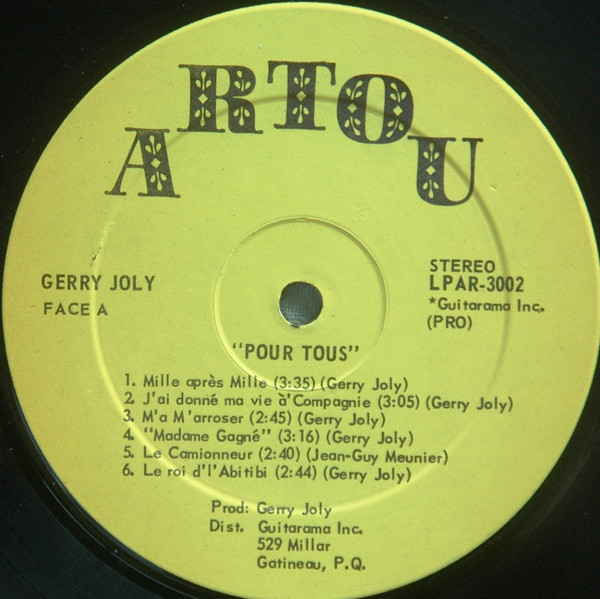 ARTOU
GERRY JOLY
FACE A
STEREO
LPAR-3002
*Guitarama Inc.
(PRO)
"POUR TOUS"
1. Mille après Mille (3:35) (Gerry Joly)
2. J'ai donné ma vie à'Compagnie (3:05) (Gerry Joly)
3. M'a M'arroser (2:45) (Gerry Joly)
4. "Madame Gagné" (3:16) (Gerry Joly)
5. Le Camionneur (2:40) (Jean-Guy Meunier)
6. Le roi d'l'Abitibi (2:44) (Gerry Joly)
Prod: Gerry Joly
Dist. Guitarama Inc.
529 Millar
Gatineau, P.Q.